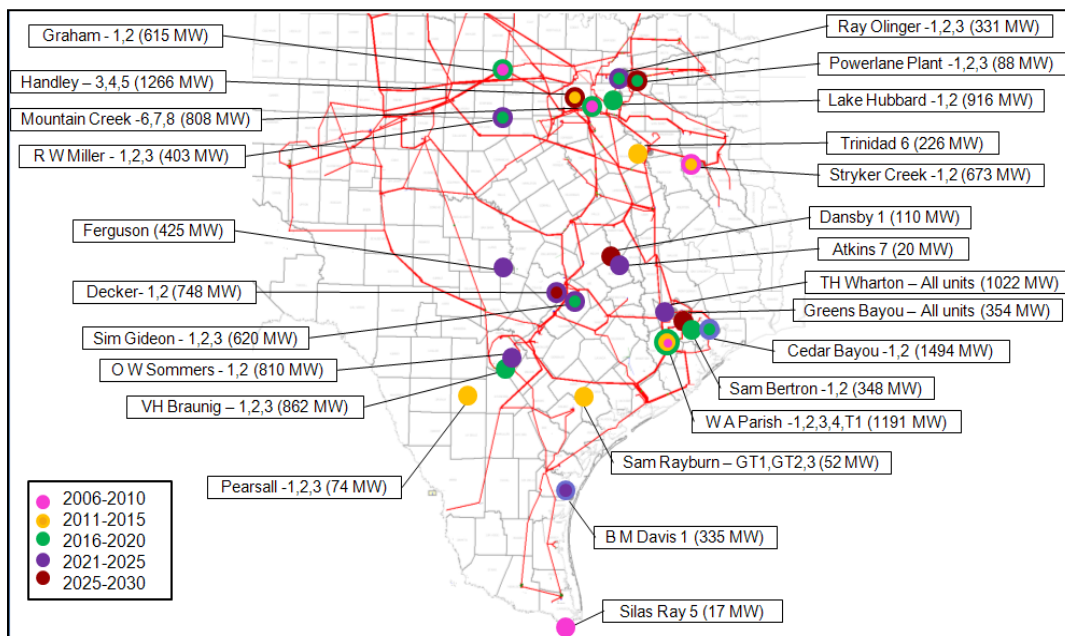 Graham - 1,2 (615 MW)
Handley – 3,4,5 (1266 MW)
Mountain Creek -6,7,8 (808 MW)
R W Miller - 1,2,3 (403 MW)
Ferguson (425 MW)
Decker- 1,2 (748 MW)
Sim Gideon - 1,2,3 (620 MW)
O W Sommers - 1,2 (810 MW)
VH Braunig – 1,2,3 (862 MW)
Pearsall -1,2,3 (74 MW)
Ray Olinger -1,2,3 (331 MW)
Powerlane Plant -1,2,3 (88 MW)
Lake Hubbard -1,2 (916 MW)
Trinidad 6 (226 MW)
Stryker Creek -1,2 (673 MW)
Dansby 1 (110 MW)
Atkins 7 (20 MW)
TH Wharton – All units (1022 MW)
Greens Bayou – All units (354 MW)
Cedar Bayou -1,2 (1494 MW)
Sam Bertron -1,2 (348 MW)
W A Parish -1,2,3,4,T1 (1191 MW)
Sam Rayburn – GT1,GT2,3 (52 MW)
B M Davis 1 (335 MW)
Silas Ray 5 (17 MW)
2006-2010
2011-2015
2016-2020
2021-2025
2025-2030